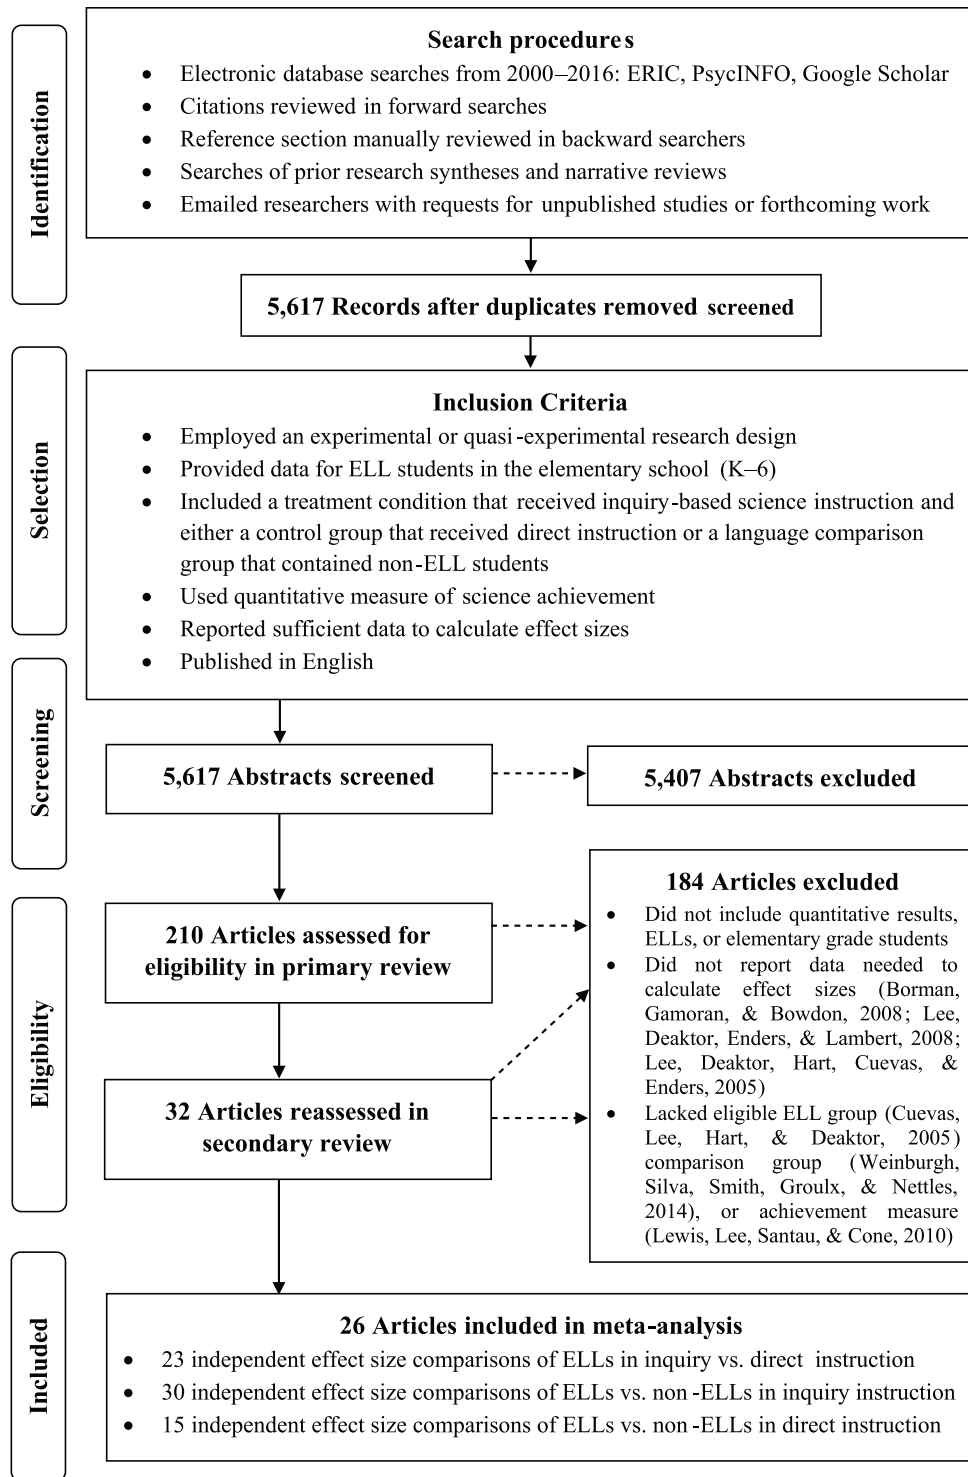 Identification
Search procedures
• Electronic database searches from 2000–2016: ERIC, PsycINFO, Google Scholar
• Citations reviewed in forward searches
• Reference section manually reviewed in backward searchers
• Searches of prior research syntheses and narrative reviews
• Emailed researchers with requests for unpublished studies or forthcoming work
5,617 Records after duplicates removed screened
Selection
Inclusion Criteria
• Employed an experimental or quasi-experimental research design
• Provided data for ELL students in the elementary school (K–6)
• Included a treatment condition that received inquiry-based science instruction and
either a control group that received direct instruction or a language comparison
group that contained non-ELL students
• Used quantitative measure of science achievement
• Reported sufficient data to calculate effect sizes
• Published in English
Screening
5,617 Abstracts screened
5,407 Abstracts excluded
Eligibility
210 Articles assessed for
eligibility in primary review
32 Articles reassessed in
secondary review
184 Articles excluded
• Did not include quantitative results,
ELLs, or elementary grade students
• Did not report data needed to
calculate effect sizes (Borman,
Gamoran, & Bowdon, 2008; Lee,
Deaktor, Enders, & Lambert, 2008;
Lee, Deaktor, Hart, Cuevas, &
Enders, 2005)
• Lacked eligible ELL group (Cuevas,
Lee, Hart, & Deaktor, 2005)
comparison group (Weinburgh,
Silva, Smith, Groulx, & Nettles,
2014), or achievement measure
(Lewis, Lee, Santau, & Cone, 2010)
Included
26 Articles included in meta-analysis
• 23 independent effect size comparisons of ELLs in inquiry vs. direct instruction
• 30 independent effect size comparisons of ELLs vs. non-ELLs in inquiry instruction
• 15 independent effect size comparisons of ELLs vs. non-ELLs in direct instruction